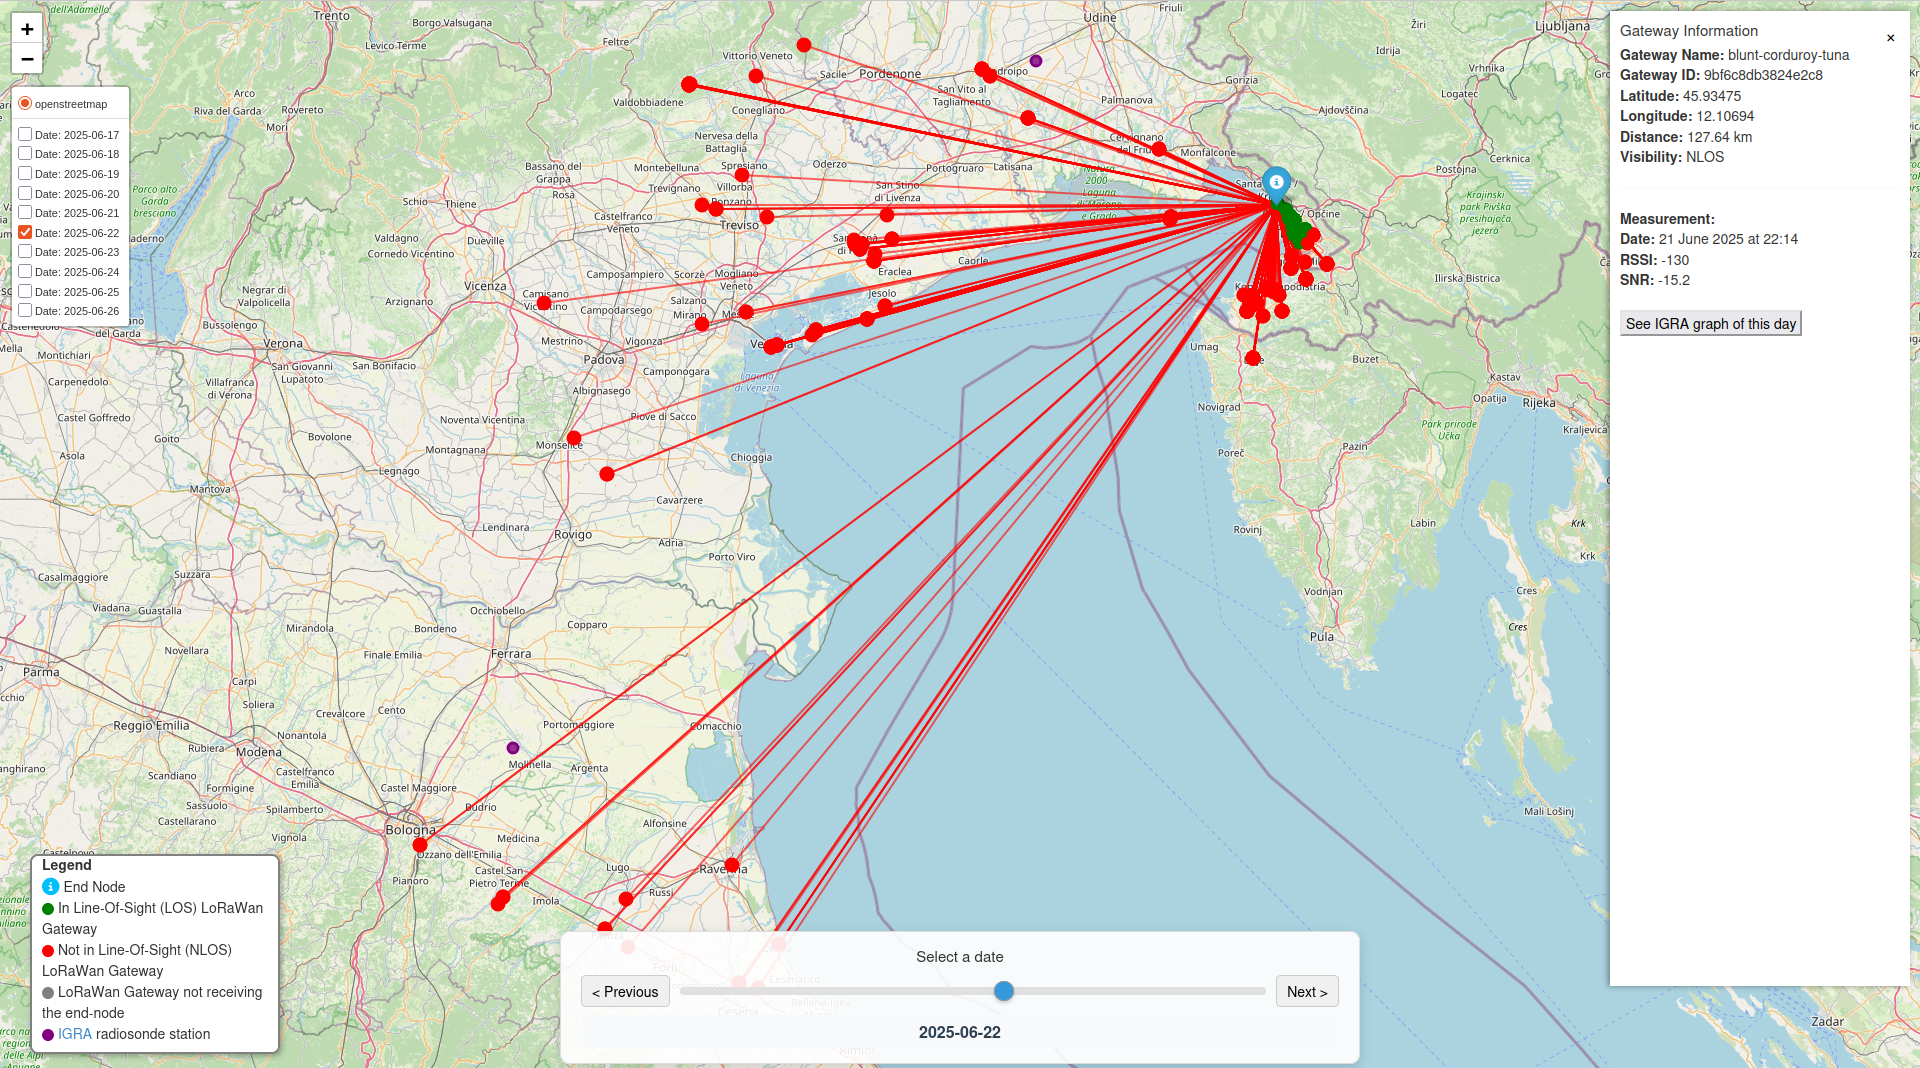 +
−
openstreetmap
Date: 2025-06-17
Date: 2025-06-18
Date: 2025-06-19
Date: 2025-06-20
Date: 2025-06-21
Date: 2025-06-22
Date: 2025-06-23
Date: 2025-06-24
Date: 2025-06-25
Date: 2025-06-26
dell'Adamello
Trento
Borgo Valsugana
Levico Terme
Feltre
Vittorio Veneto
Sacile
Pordenone
Udine
Friuli
Žiri
Ljubljana
Idrija
Vrhnika
Gorizia
Logatec
Arco
Riva del Garda
Mori
Valdobbiadene
Conegliano
San Vito al
Tagliamento
Palmanova
Ajdovščina
Nervesa della
Battaglia
Monfalcone
Cerknica
Postojna
Bassano del
Grappa
Montebelluna
Spresiano
Oderzo
Portogruaro
Latisana
Natura
2000 -
Laguna
di Marano
e Grado
Parco alto
Garda
bresciano
Trevignano
Villorba
San Stino
di Livenza
Krajinski
park Pivška
presihajoča
jezera
Schio
Thiene
Castelfranco
Veneto
Treviso
Opčine
Valdagno
Cornedo Vicentino
Dueville
Camposampiero
Scorzè
Mogliano
Veneto
Eraclea
Caorle
Ilirska Bistrica
Negrar di
Valpolicella
Arzignano
Vicenza
Camisano
Campodarsego
Salzano
Mirano
Jesolo
Bussolengo
Verona
Mestrino
Vigonza
Padova
Umag
Buzet
Montichiari
San Giovanni
Lupatoto
San Bonifacio
Camponogara
Laguna
di Venezia
Kastav
Opatija
Rijeka
Carpenedolo
Villafranca
di Verona
Albignasego
Castel Goffredo
Noventa Vicentina
Piove di Sacco
Novigrad
Park prirode
Učka
Kraljevica
Goito
Bovolone
Montagnana
Monselice
Pazin
Asola
Legnago
Chioggia
Poreč
Mantova
Cavarzere
Lendinara
Rovigo
Adria
Rovinj
Labin
Krk
Krk
Porto Viro
Casalmaggiore
Suzzara
Viadana
Guastalla
Occhiobello
Vodnjan
Cres
Mirandola
Bondeno
Copparo
Pula
Cres
Novellara
Finale Emilia
Ferrara
Parma
Carpi
Soliera
Crevalcore
Cento
Portomaggiore
Comacchio
Reggio Emilia
Nonantola
Rubiera
Modena
Molinella
Argenta
Scandiano
Castelfranco
Emilia
Formigine
Castel Maggiore
Sassuolo
Spilamberto
Budrio
Mali Lošinj
Castellarano
Vignola
Bologna
Medicina
Alfonsine
Ozzano dell'Emilia
Pianoro
Castel San
Pietro Terme
Lugo
Ravenna
Imola
Russi
Forlì
Cesenatico
Bellaria-Igea
Cesena
Rimini
Zadar
Legend
End Node
In Line-Of-Sight (LOS) LoRaWan
Gateway
Not in Line-Of-Sight (NLOS)
LoRaWan Gateway
LoRaWan Gateway not receiving
the end-node
IGRA radiosonde station
Select a date
< Previous
Next >
2025-06-22
Gateway Information
×
Gateway Name: blunt-corduroy-tuna
Gateway ID: 9bf6c8db3824e2c8
Latitude: 45.93475
Longitude: 12.10694
Distance: 127.64 km
Visibility: NLOS
Measurement:
Date: 21 June 2025 at 22:14
RSSI: -130
SNR: -15.2
See IGRA graph of this day